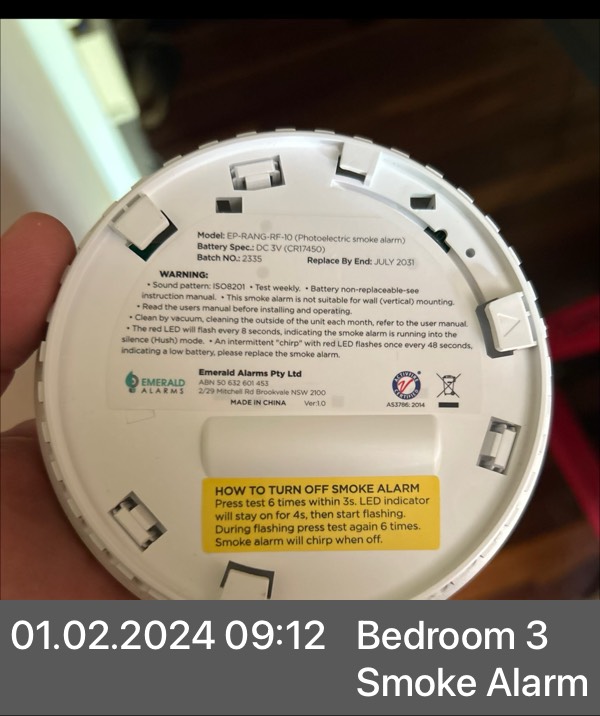 Model: EP-RANG-RF-10 (Photoelectric smoke alarm)
Battery Spec.: DC 3V (CR17450)
Batch NO.: 2335 Replace By End: JULY 2031
WARNING:
• Sound pattern: ISO8201 • Test weekly. • Battery non-replaceable-see
instruction manual. • This smoke alarm is not suitable for wall (vertical) mounting.
• Read the users manual before installing and operating.
• Clean by vacuum, cleaning the outside of the unit each month, refer to the user manual.
• The red LED will flash every 8 seconds, indicating the smoke alarm is running into the
silence (Hush) mode. • An intermittent "chirp" with red LED flashes once every 48 seconds,
indicating a low battery, please replace the smoke alarm.
EMERALD
ALARMS
Emerald Alarms Pty Ltd
ABN 50 632 601 453
2/29 Mitchell Rd Brookvale NSW 2100
MADE IN CHINA Ver:1.0
AS3786: 2014
HOW TO TURN OFF SMOKE ALARM
Press test 6 times within 3s. LED indicator
will stay on for 4s, then start flashing.
During flashing press test again 6 times.
Smoke alarm will chirp when off.
01.02.2024 09:12 Bedroom 3
Smoke Alarm